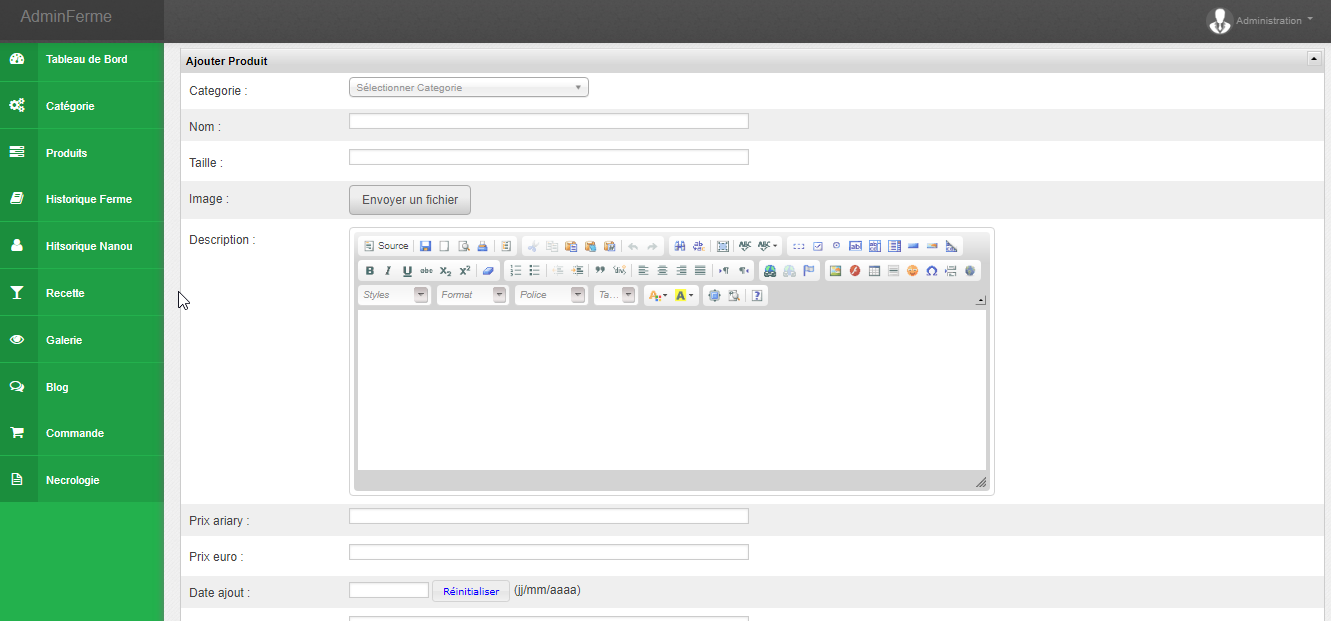 AdminFerme
Administration
Tableau de Bord
Catégorie
Produits
Historique Ferme
Hitsorique Nanou
Recette
Galerie
Blog
Commande
Necrologie
Ajouter Produit
Categorie :
Sélectionner Categorie
Nom :
Taille :
Image :
Envoyer un fichier
Description :
Source
Styles
Format
Police
Ta...
Prix ariary :
Prix euro :
Date ajout :
Réinitialiser
(jj/mm/aaaa)